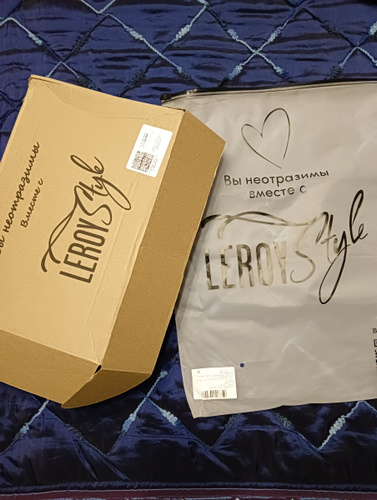 неотразимы
Вместе с
LEROY Style
Вы неотразимы
вместе с
LEROY Style